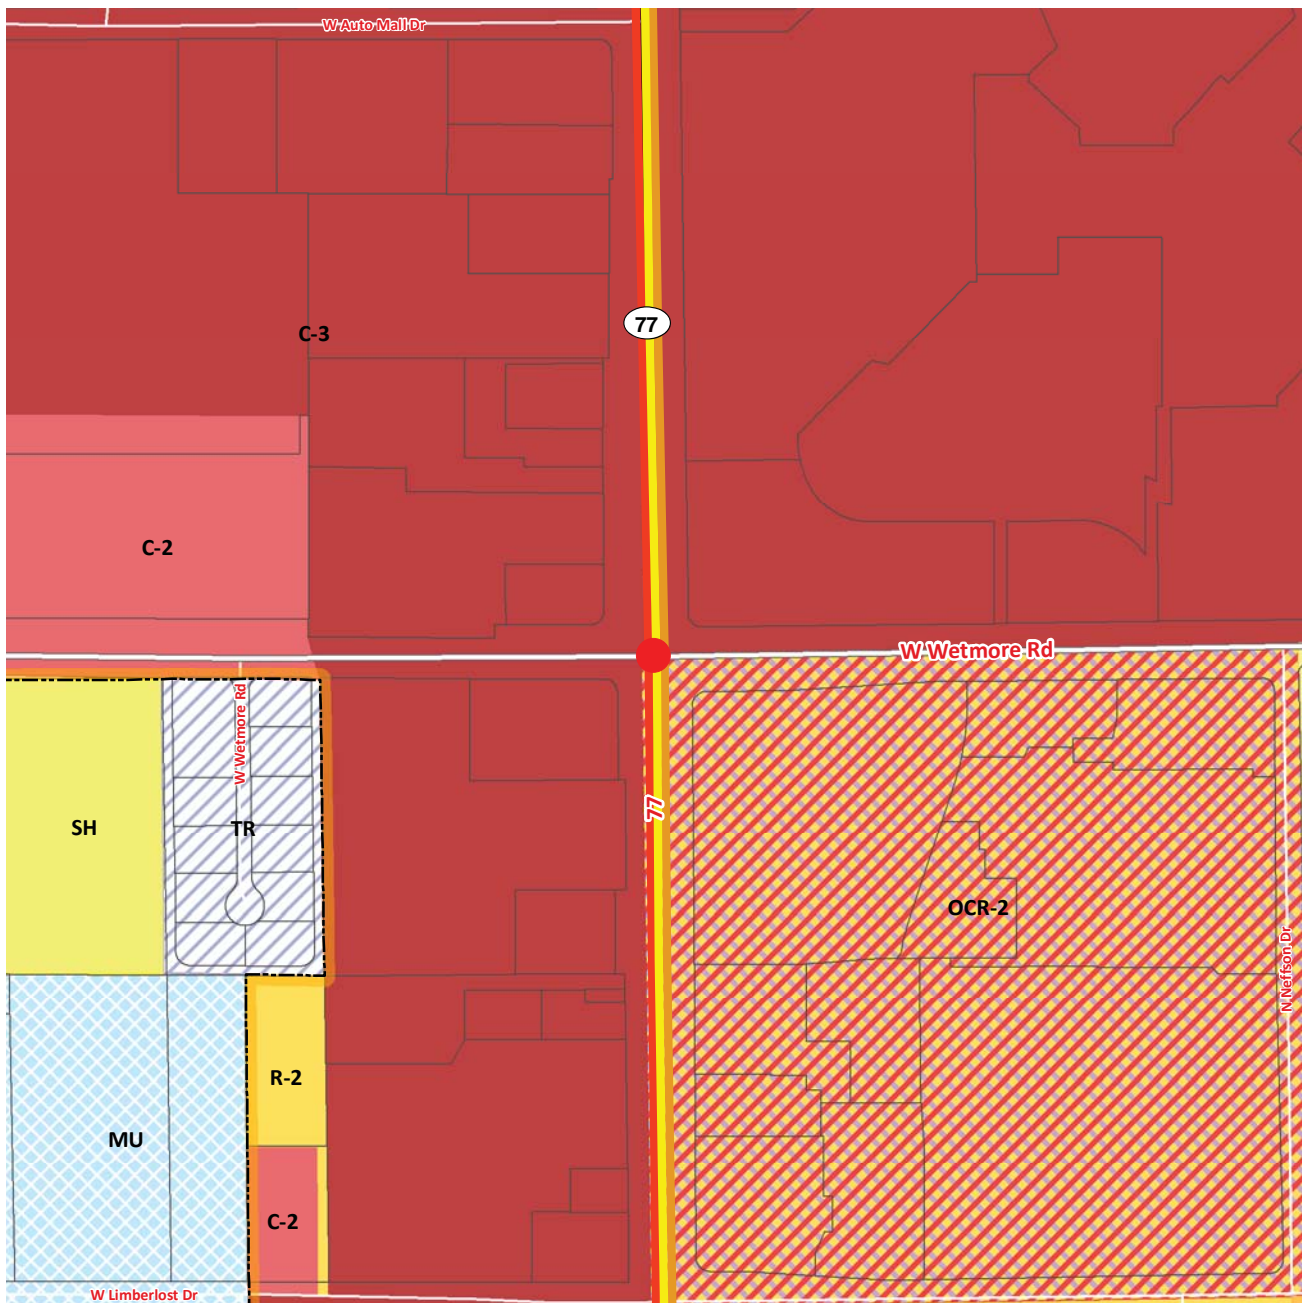 W Auto Mall Dr
77
C-3
C-2
W Wetmore Rd
W Wetmore Rd
77
SH
TR
OCR-2
N Neffson Dr
R-2
MU
C-2
W Limberlost Dr